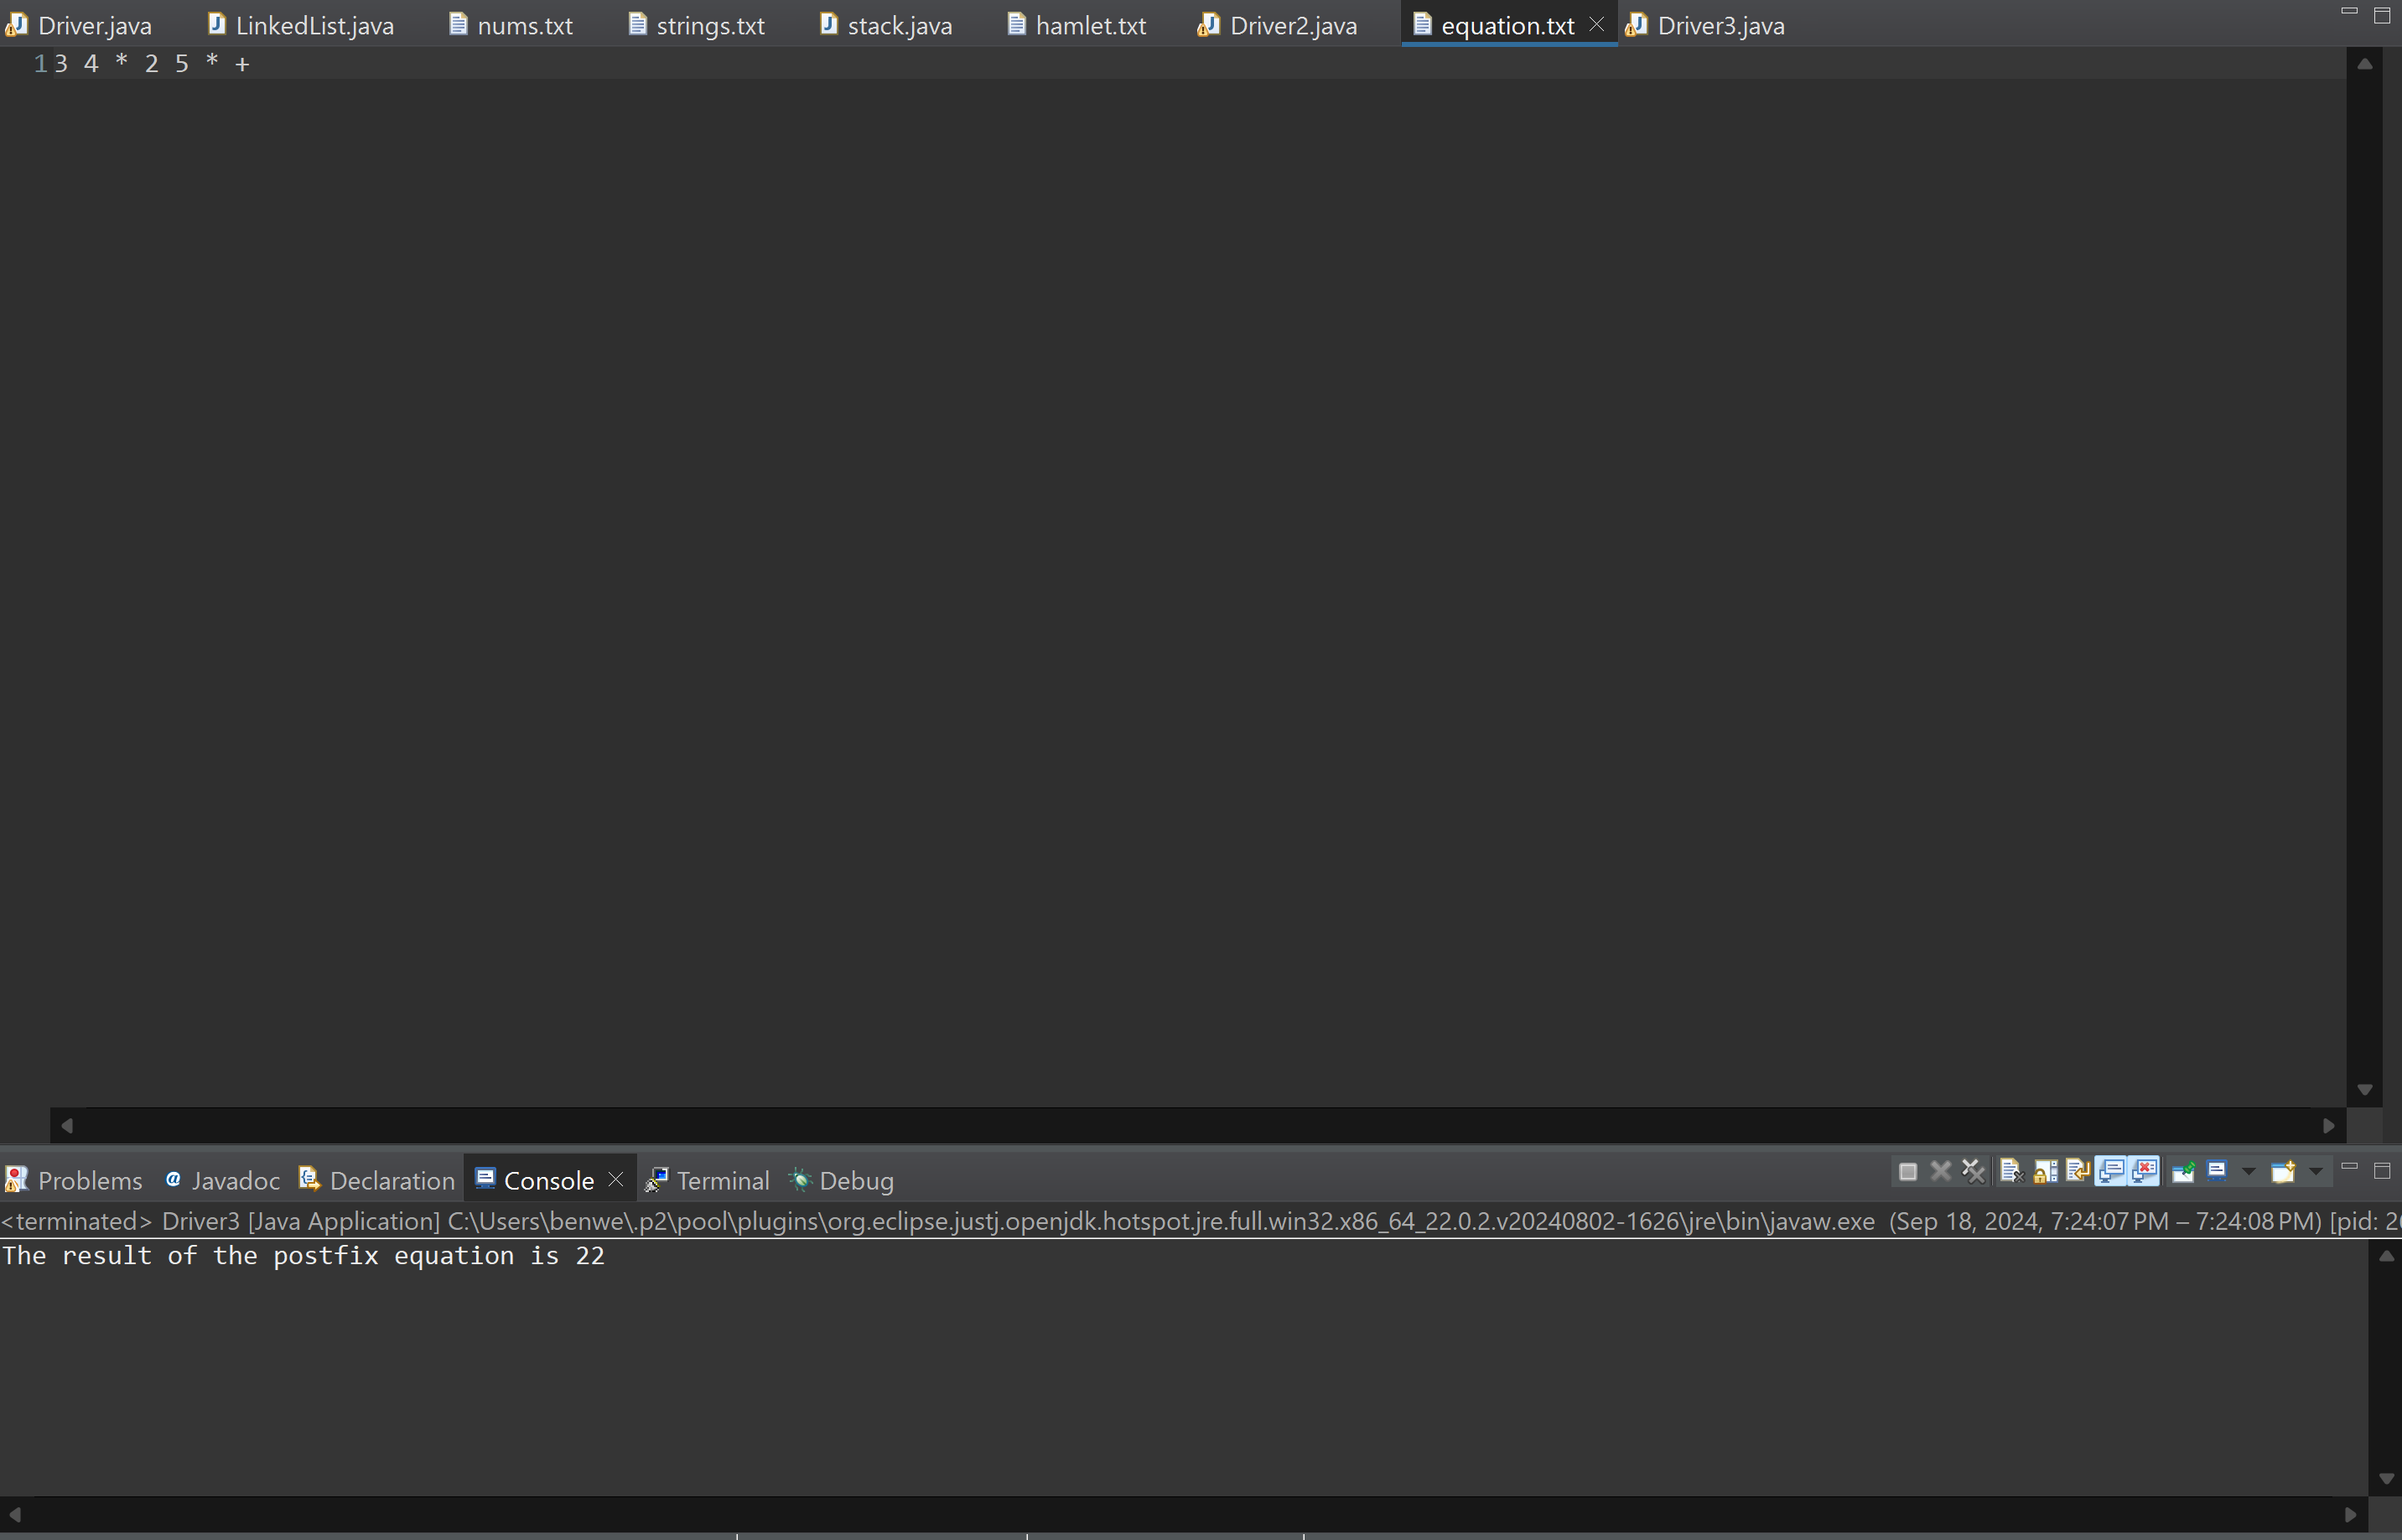 Driver.java LinkedList.java nums.txt strings.txt stack.java hamlet.txt Driver2.java equation.txt Driver3.java
1 3 4 * 2 5 * +
Problems @ Javadoc Declaration Console Terminal Debug
<terminated> Driver3 [Java Application] C:\Users\benwe\.p2\pool\plugins\org.eclipse.justj.openjdk.hotspot.jre.full.win32.x86_64_22.0.2.v20240802-1626\jre\bin\javaw.exe (Sep 18, 2024, 7:24:07 PM – 7:24:08 PM) [pid:
The result of the postfix equation is 22